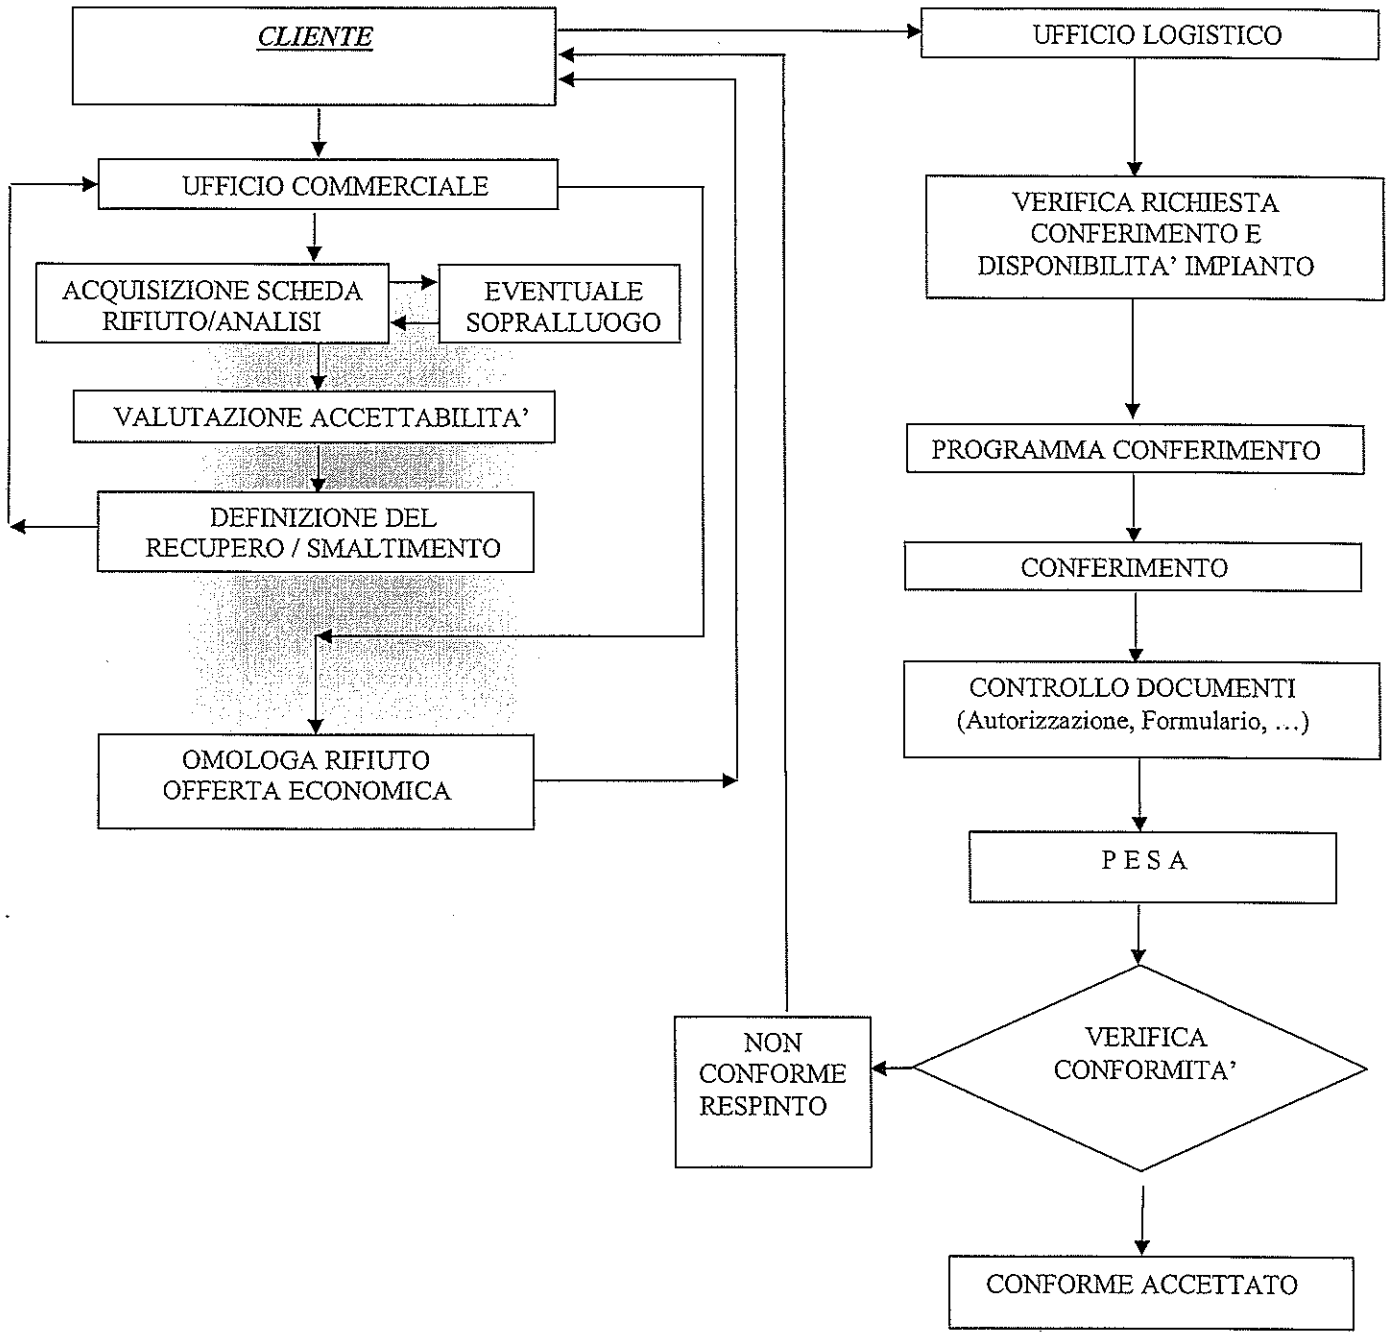 CLIENTE
UFFICIO COMMERCIALE
ACQUISIZIONE SCHEDA
RIFIUTO/ANALISI
EVENTUALE
SOPRALLUOGO
VALUTAZIONE ACCETTABILITA’
DEFINIZIONE DEL
RECUPERO / SMALTIMENTO
OMOLOGA RIFIUTO
OFFERTA ECONOMICA
UFFICIO LOGISTICO
VERIFICA RICHIESTA
CONFERIMENTO E
DISPONIBILITA’ IMPIANTO
PROGRAMMA CONFERIMENTO
CONFERIMENTO
CONTROLLO DOCUMENTI
(Autorizzazione, Formulario, …)
P E S A
VERIFICA
CONFORMITA’
NON
CONFORME
RESPINTO
CONFORME ACCETTATO